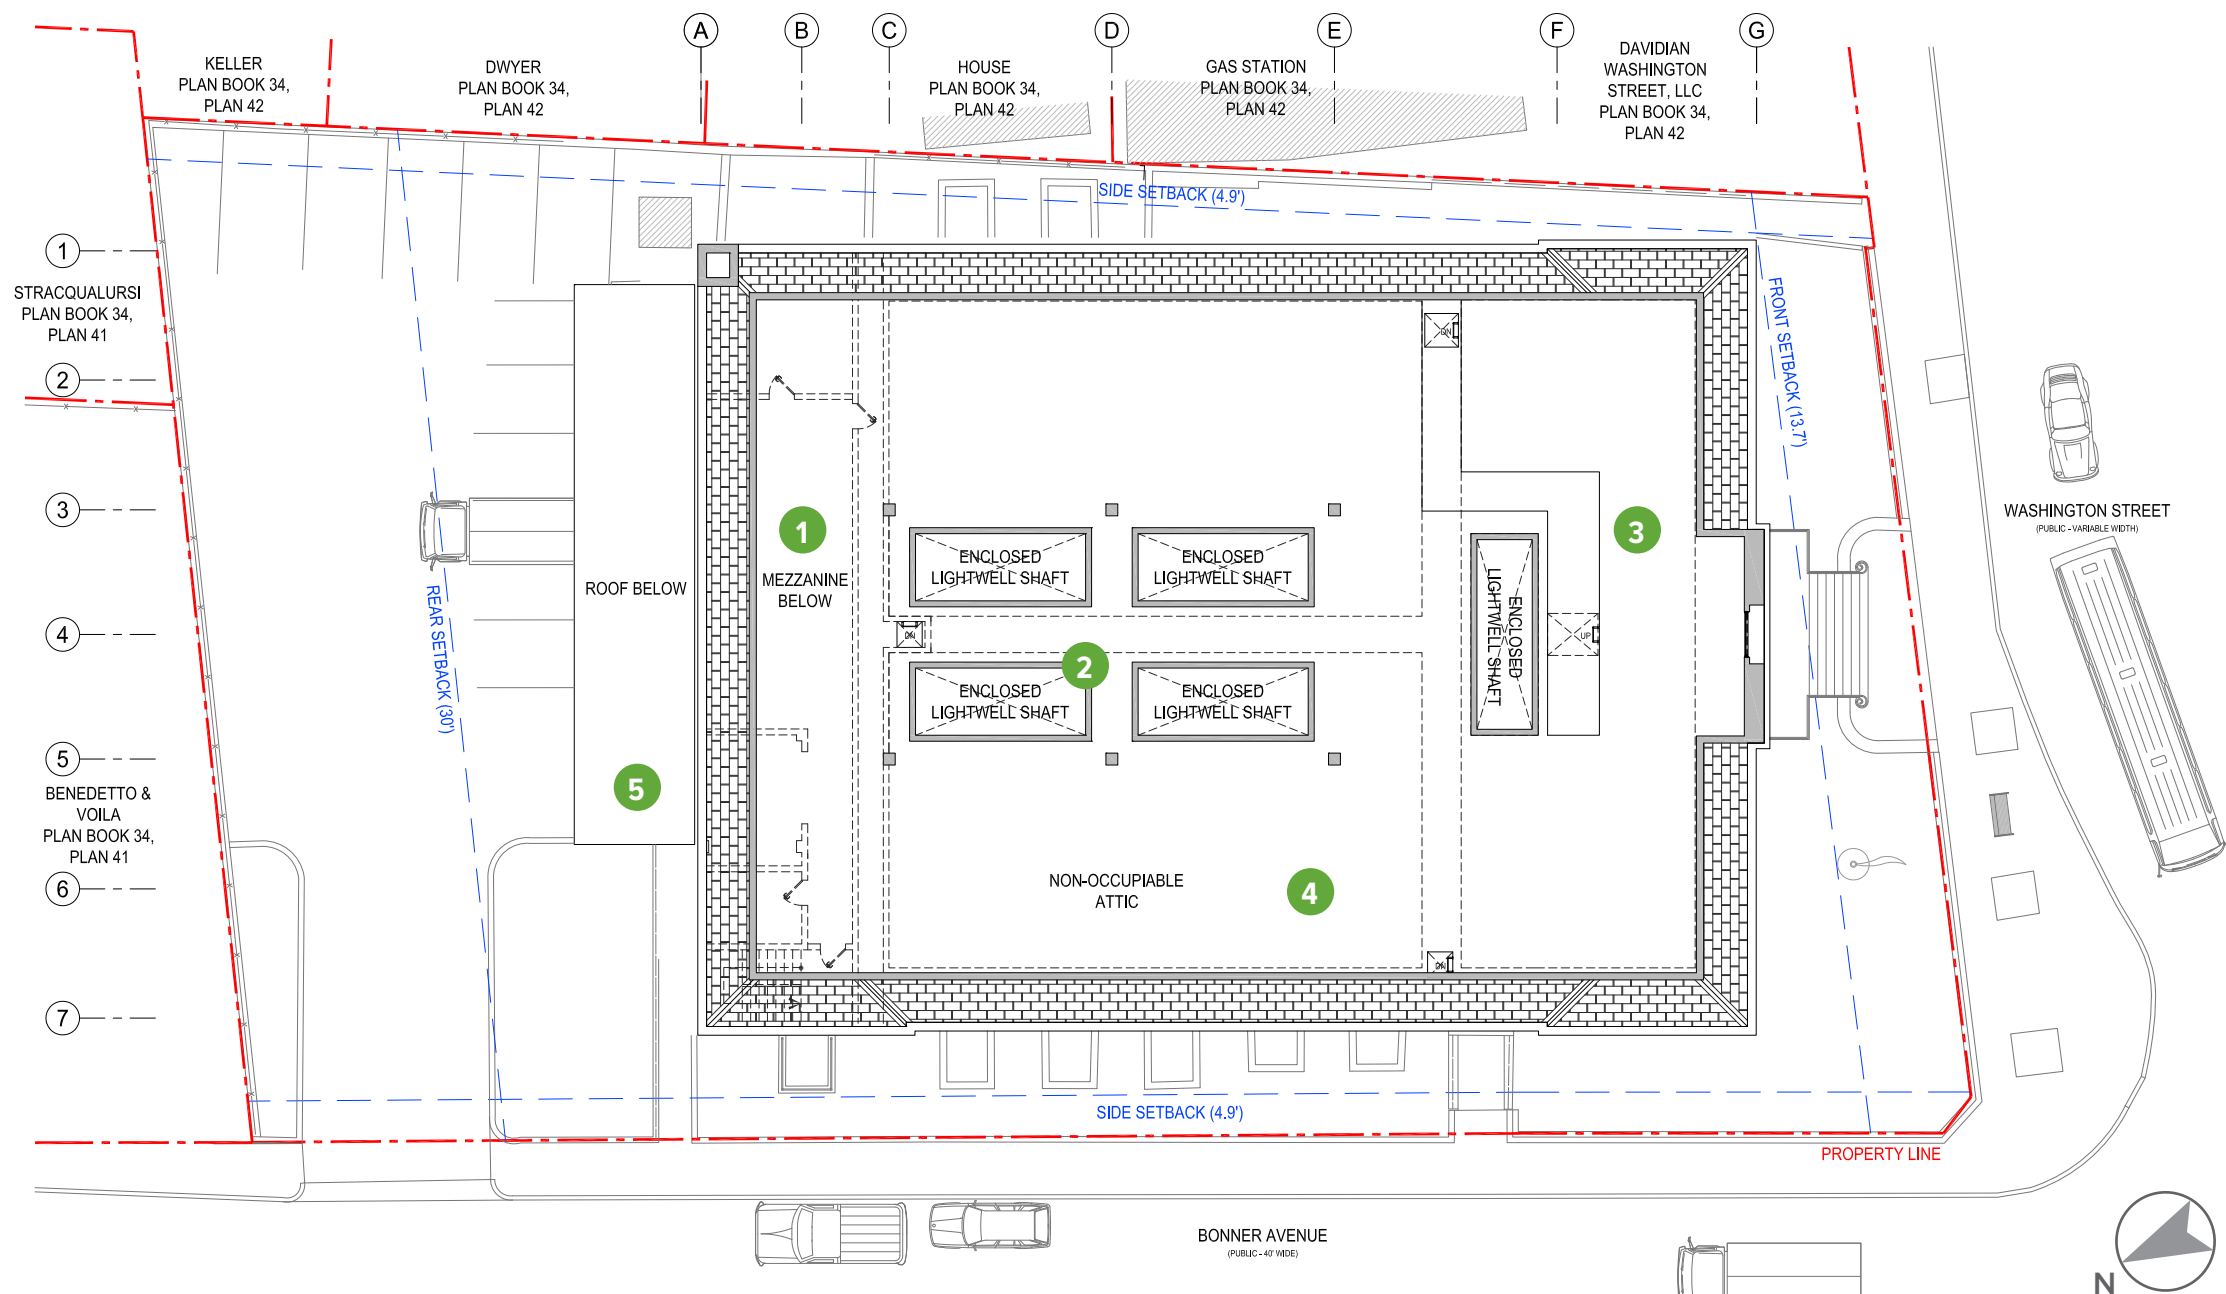 A
B
C
D
E
F
G
KELLER
PLAN BOOK 34,
PLAN 42
DWYER
PLAN BOOK 34,
PLAN 42
HOUSE
PLAN BOOK 34,
PLAN 42
GAS STATION
PLAN BOOK 34,
PLAN 42
DAVIDIAN
WASHINGTON
STREET, LLC
PLAN BOOK 34,
PLAN 42
SIDE SETBACK (4.9')
1
STRACQUALURSI
PLAN BOOK 34,
PLAN 41
2
3
4
5
BENEDETTO &
VOILA
PLAN BOOK 34,
PLAN 41
6
7
FRONT SETBACK (13.7')
REAR SETBACK (30')
DN
1
MEZZANINE
BELOW
ROOF BELOW
3
WASHINGTON STREET
(PUBLIC - VARIABLE WIDTH)
ENCLOSED
LIGHTWELL SHAFT
ENCLOSED
LIGHTWELL SHAFT
ENCLOSED
LIGHTWELL SHAFT
DN
UP
2
ENCLOSED
LIGHTWELL SHAFT
ENCLOSED
LIGHTWELL SHAFT
5
4
NON-OCCUPIABLE
ATTIC
DN
SIDE SETBACK (4.9')
PROPERTY LINE
BONNER AVENUE
(PUBLIC - 40' WIDE)
N